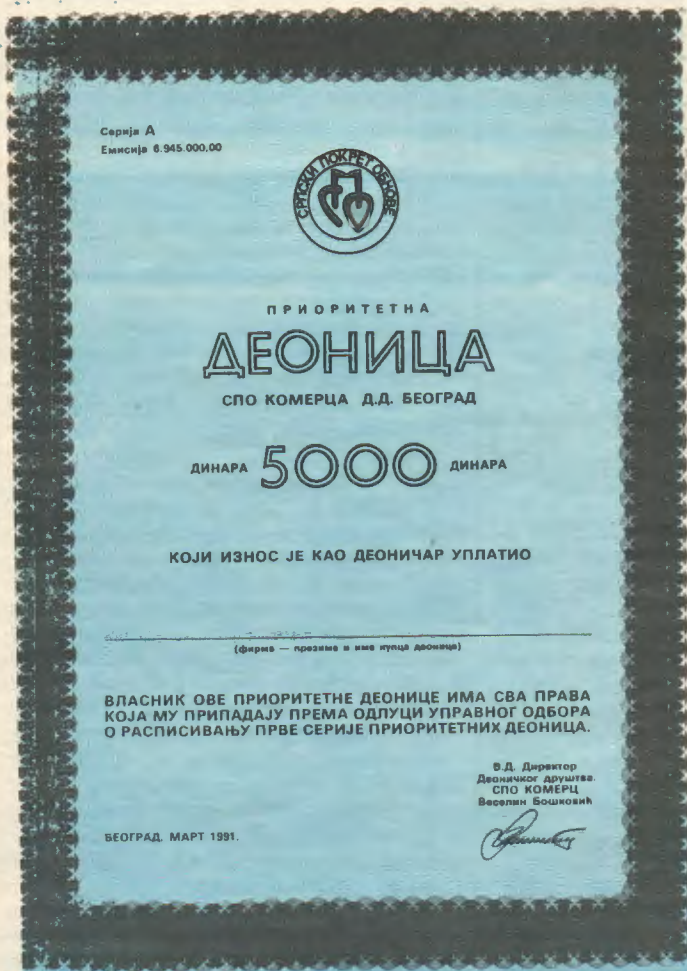 Серија А
Емисија 6.945.000,00
СРПСКИ ПОКРЕТ ОБНОВЕ
ПРИОРИТЕТНА
ДЕОНИЦА
СПО КОМЕРЦА Д.Д. БЕОГРАД
ДИНАРА 5000 ДИНАРА
КОЈИ ИЗНОС ЈЕ КАО ДЕОНИЧАР УПЛАТИО
(фирма — презиме и име купца деонице)
ВЛАСНИК ОВЕ ПРИОРИТЕТНЕ ДЕОНИЦЕ ИМА СВА ПРАВА
КОЈА МУ ПРИПАДАЈУ ПРЕМА ОДЛУЦИ УПРАВНОГ ОДБОРА
О РАСПИСИВАЊУ ПРВЕ СЕРИЈЕ ПРИОРИТЕТНИХ ДЕОНИЦА.
В.Д. Директор
Деоничког друштва
СПО КОМЕРЦ
Веселин Бошковић
БЕОГРАД, МАРТ 1991.